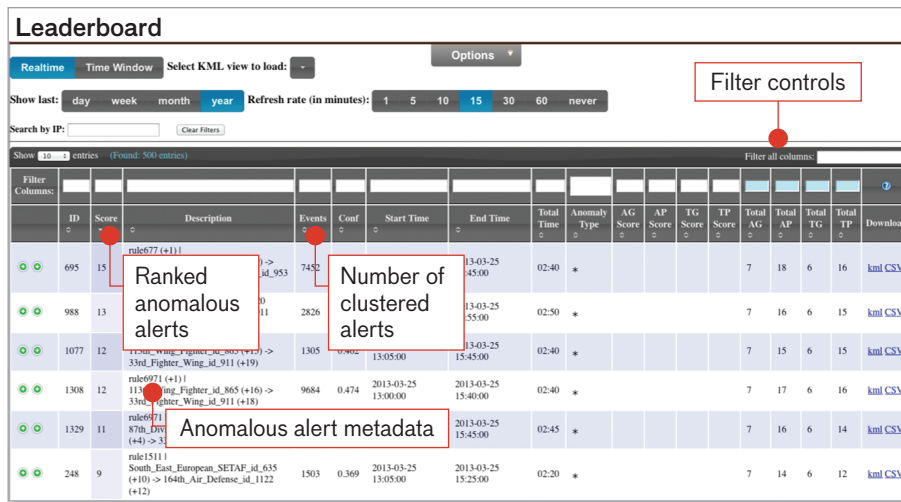 Leaderboard
Options
Realtime Time Window Select KML view to load: -
Filter controls
Show last: day week month year Refresh rate (in minutes): 1 5 10 15 30 60 never
Search by IP: Clear Filters
Show 10 entries (Found: 500 entries) Filter all columns:
Filter Columns: ?
ID Score Description Events Conf Start Time End Time Total Time Anomaly Type AG Score AP Score TG Score TP Score Total AG Total AP Total TG Total TP
rule677 (+1) |
695 15 -> id_953 7452 :45:00 02:40 * 7 18 6 16 kml CSV
Ranked anomalous alerts
Number of clustered alerts
988 13 2826 :55:00 02:50 * 7 16 6 15 kml CSV
1077 12 33rd_Fighter_Wing_id_911 (+19) 1305 13:05:00 15:45:00 02:40 * 7 15 6 15 kml CSV
rule6971 (+1) |
1308 12 ->
33rd_Fighter_Wing_id_911 (+18) 9684 0.474 2013-03-25 13:00:00 2013-03-25 15:40:00 02:40 * 7 17 6 16 kml CSV
Anomalous alert metadata
1329 11 (+4) -> 2013-03-25 15:45:00 02:45 * 7 16 6 14 kml CSV
rule1511 |
248 9 South_East_European_SETAF_id_635
(+10) -> 164th_Air_Defense_id_1122
(+12) 1503 0.369 2013-03-25 13:05:00 2013-03-25 15:25:00 02:20 * 7 14 6 12 kml CSV